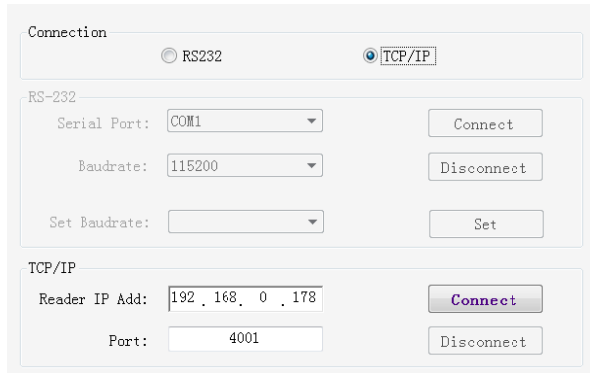 Connection
RS232 TCP/IP
RS-232
Serial Port: COM1 Connect
Baudrate: 115200 Disconnect
Set Baudrate: Set
TCP/IP
Reader IP Add: 192 . 168 . 0 . 178 Connect
Port: 4001 Disconnect